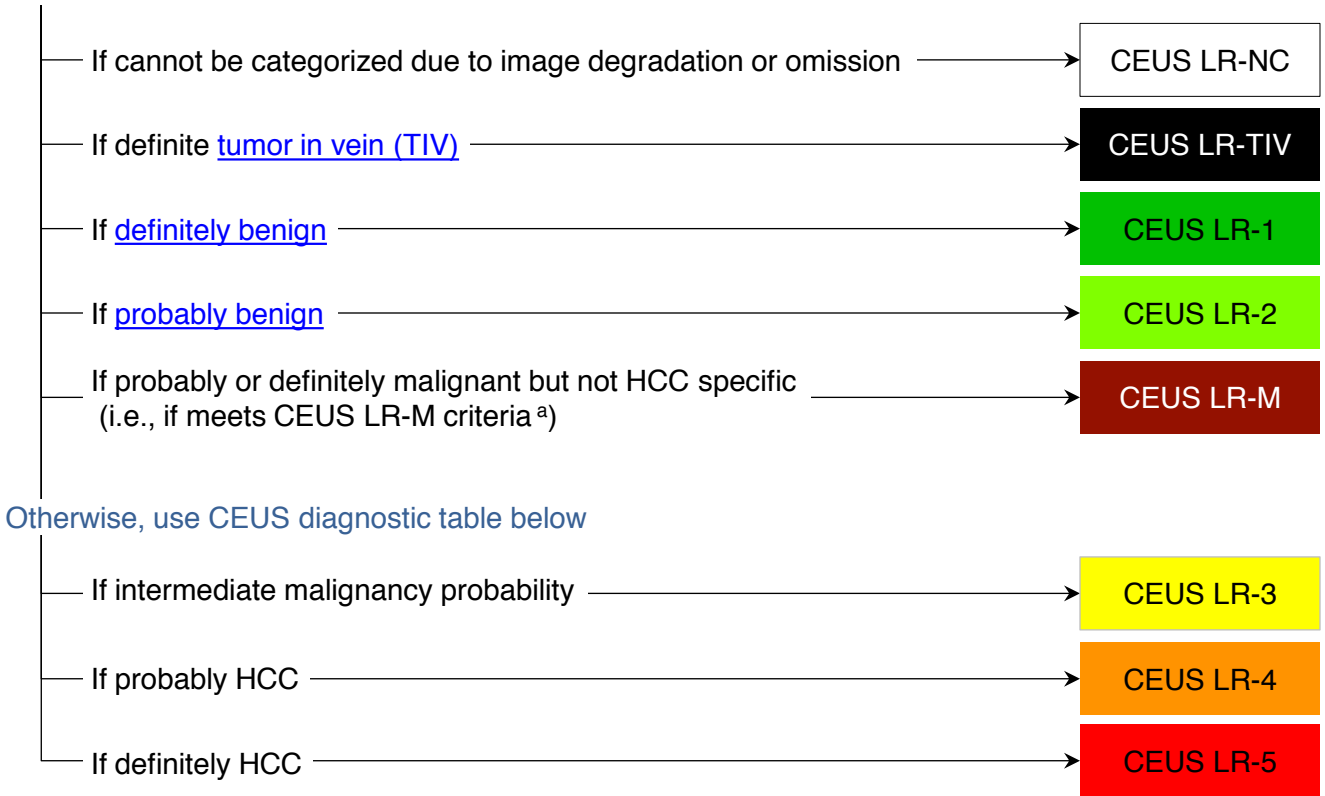 If cannot be categorized due to image degradation or omission CEUS LR-NC
If definite tumor in vein (TIV) CEUS LR-TIV
If definitely benign CEUS LR-1
If probably benign CEUS LR-2
If probably or definitely malignant but not HCC specific
(i.e., if meets CEUS LR-M criteria a) CEUS LR-M
Otherwise, use CEUS diagnostic table below
If intermediate malignancy probability CEUS LR-3
If probably HCC CEUS LR-4
If definitely HCC CEUS LR-5